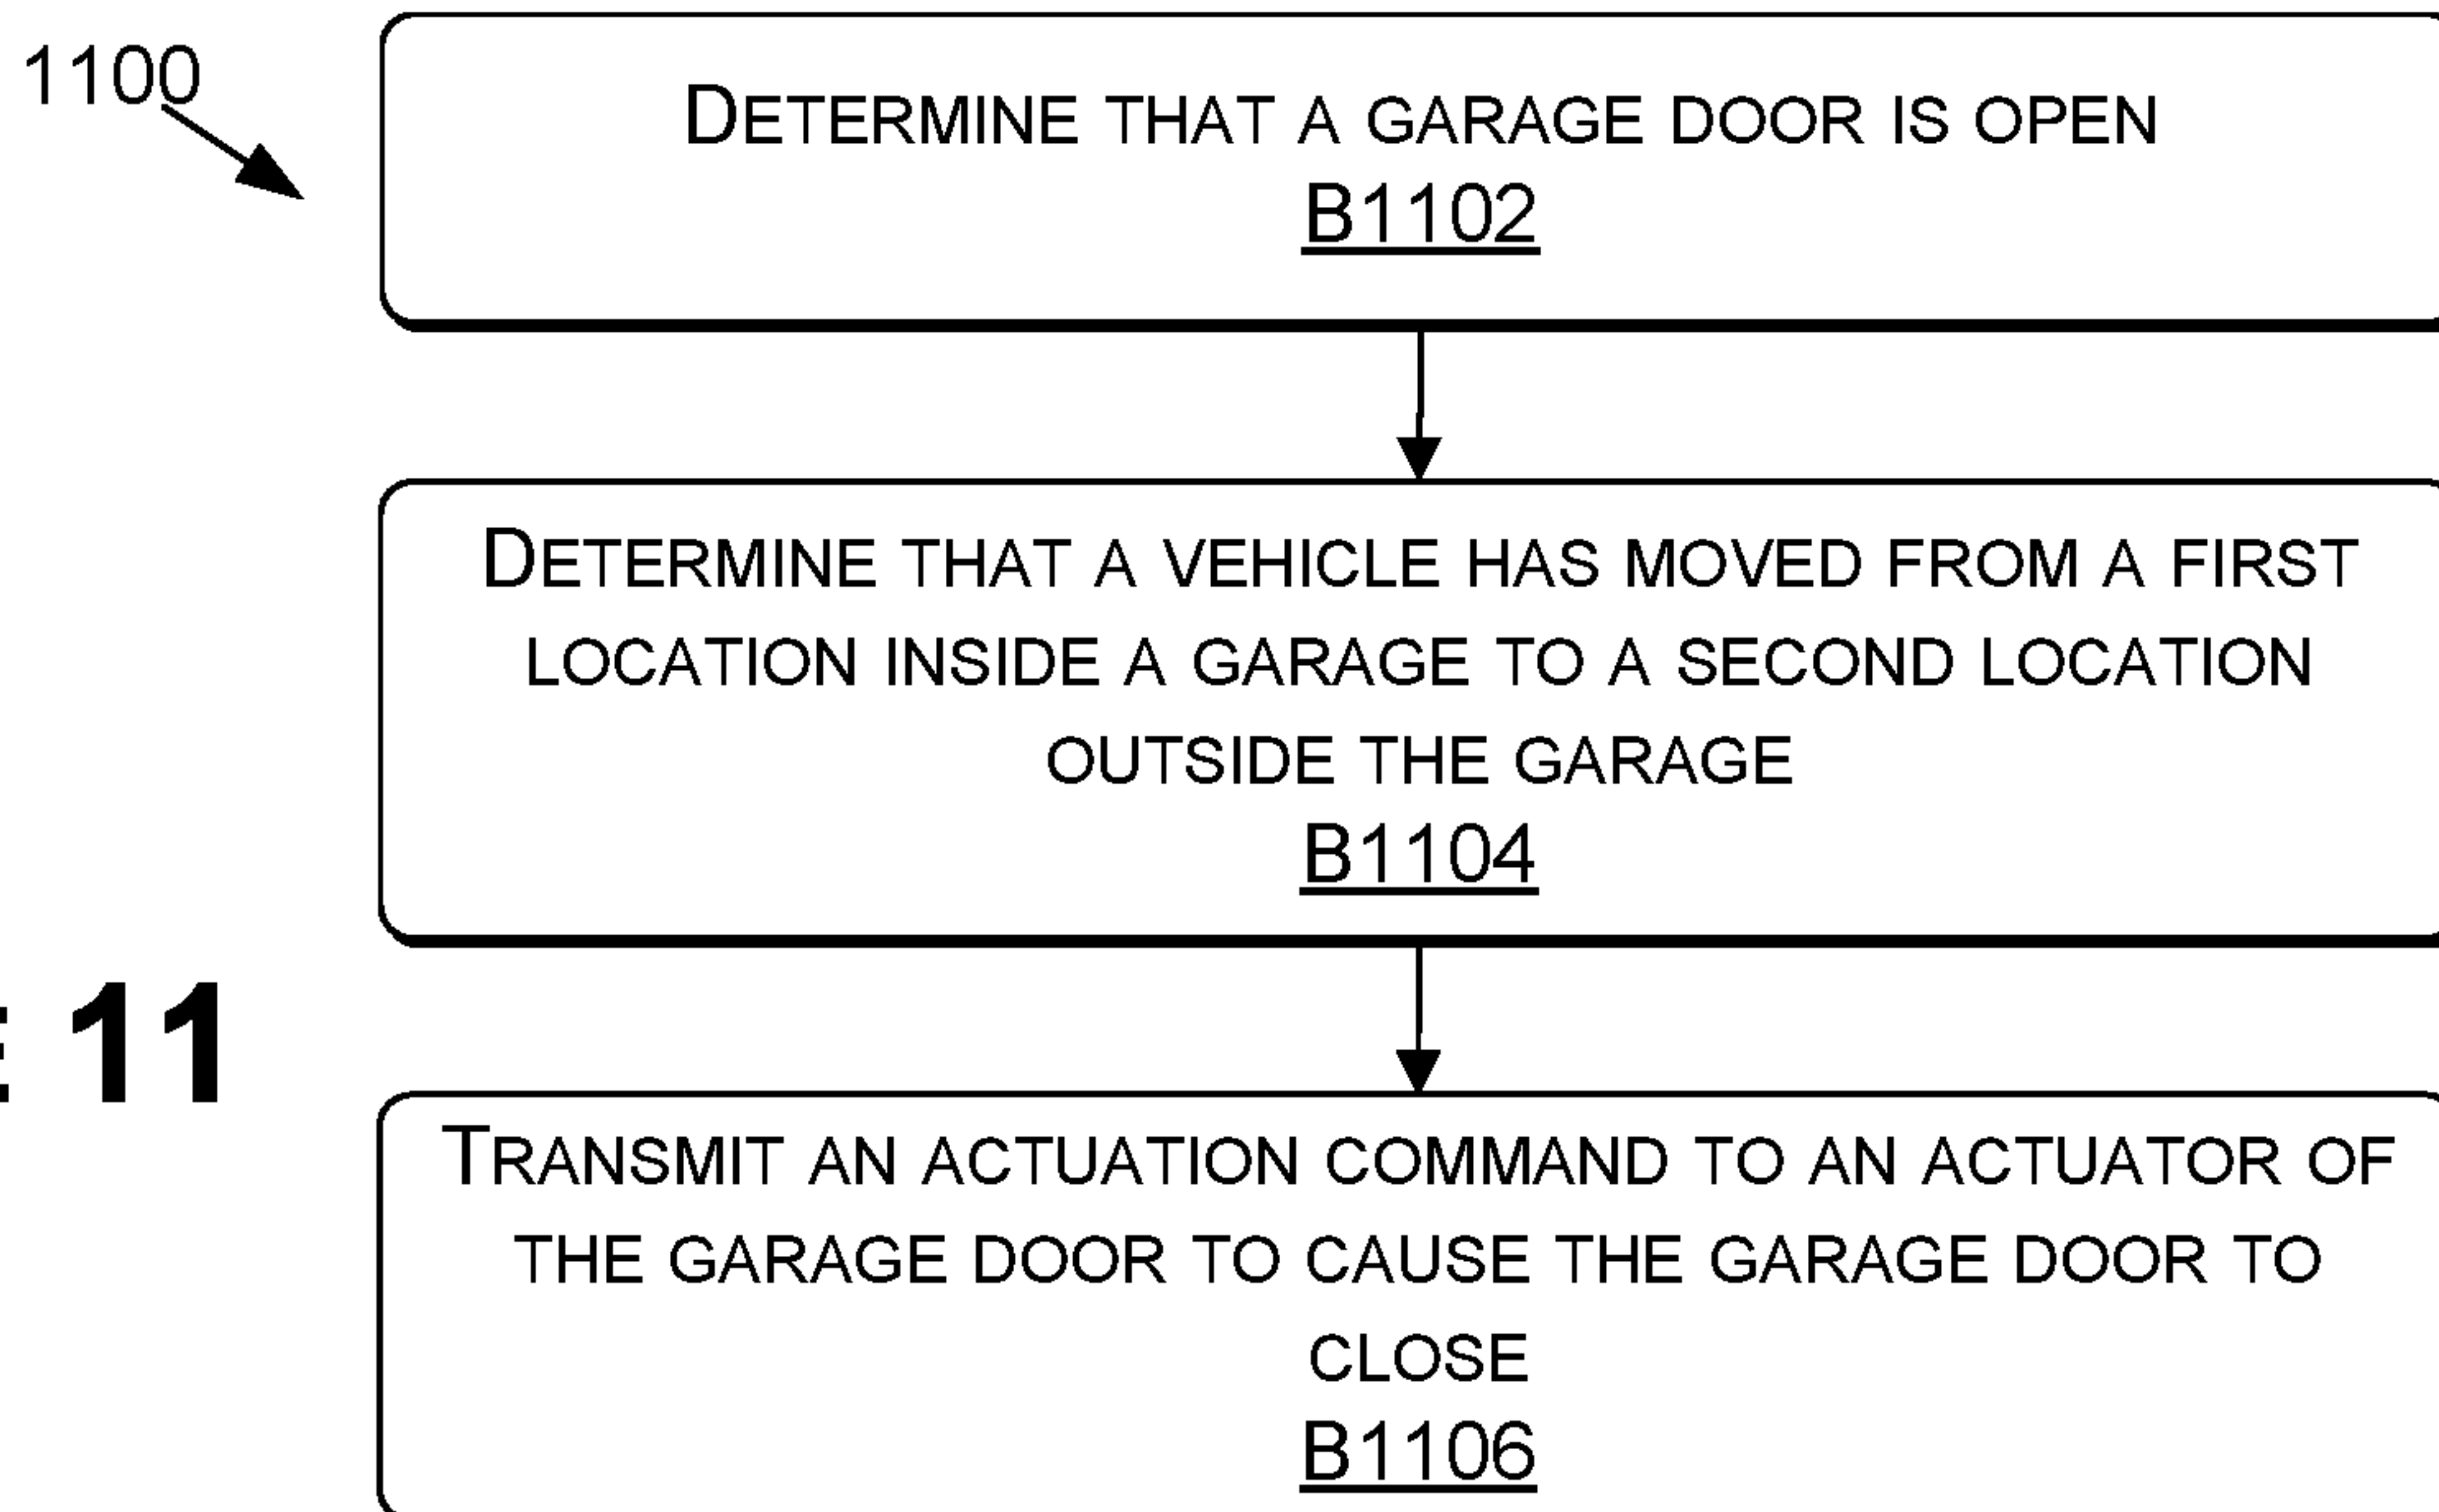 1100
DETERMINE THAT A GARAGE DOOR IS OPEN
B1102
DETERMINE THAT A VEHICLE HAS MOVED FROM A FIRST
LOCATION INSIDE A GARAGE TO A SECOND LOCATION
OUTSIDE THE GARAGE
B1104
11
TRANSMIT AN ACTUATION COMMAND TO AN ACTUATOR OF
THE GARAGE DOOR TO CAUSE THE GARAGE DOOR TO
CLOSE
B1106